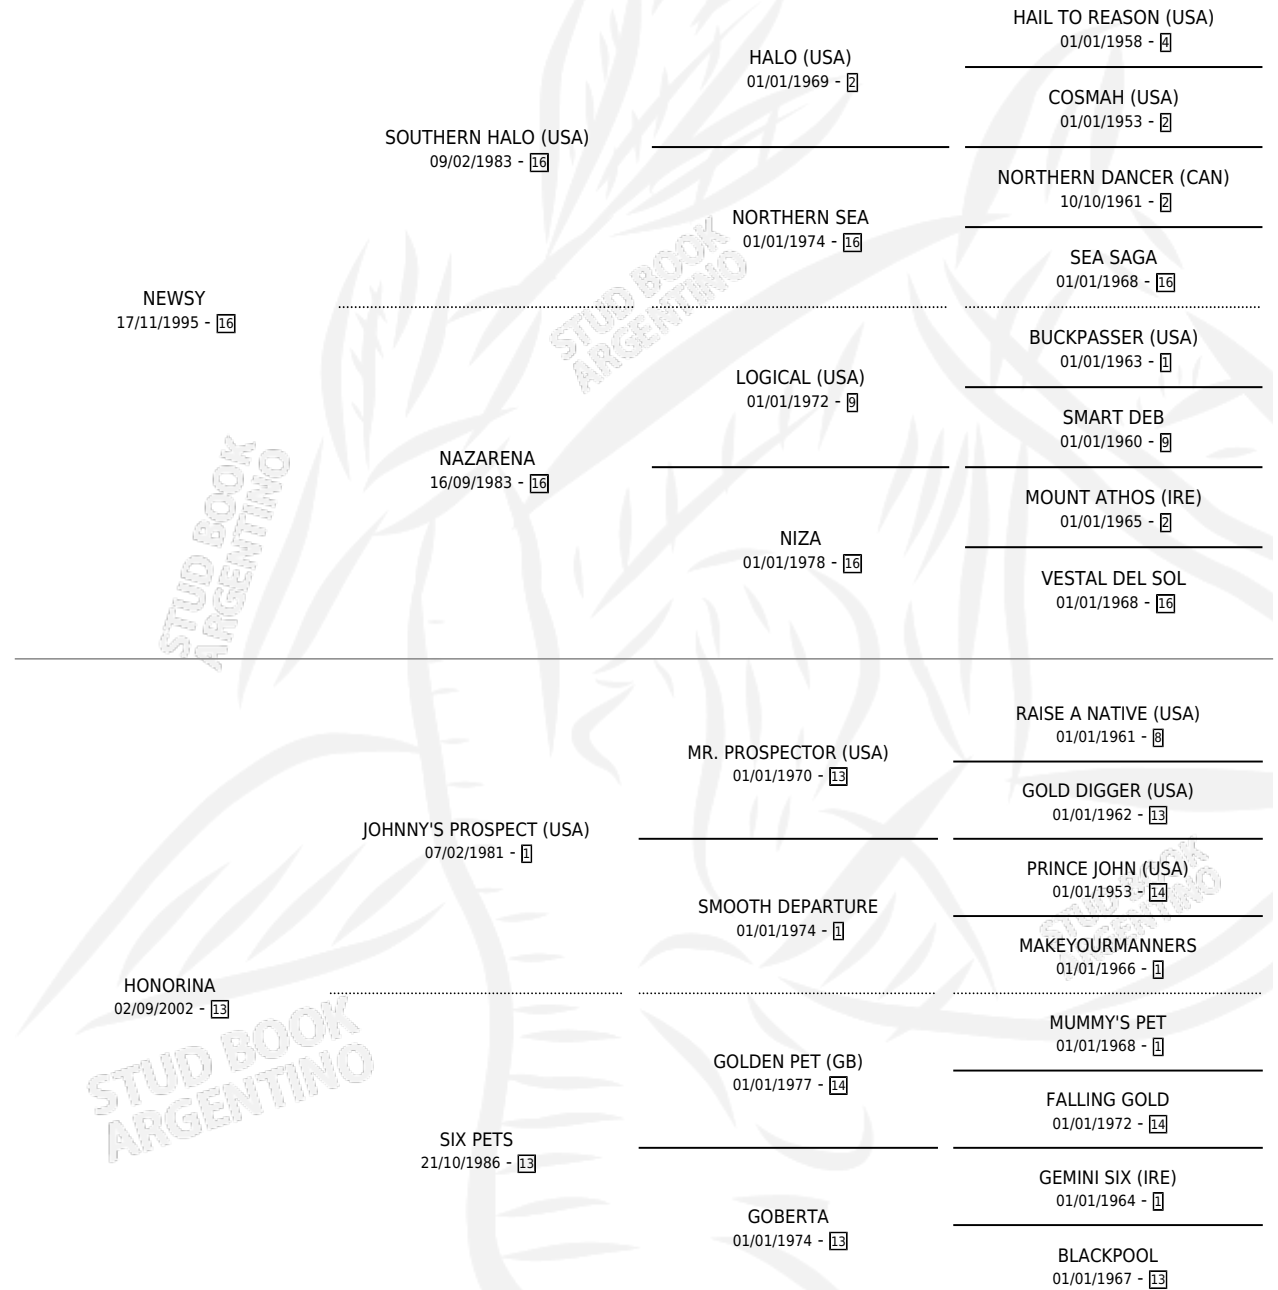 HAIL TO REASON (USA)
01/01/1958 - 4
HALO (USA)
01/01/1969 - 2
COSMAH (USA)
01/01/1953 - 2
SOUTHERN HALO (USA)
09/02/1983 - 16
NORTHERN DANCER (CAN)
10/10/1961 - 2
NORTHERN SEA
01/01/1974 - 16
SEA SAGA
01/01/1968 - 16
STUD BOOK
ARGENTINO
NEWSY
17/11/1995 - 16
BUCKPASSER (USA)
01/01/1963 - 1
LOGICAL (USA)
01/01/1972 - 9
SMART DEB
01/01/1960 - 9
NAZARENA
16/09/1983 - 16
MOUNT ATHOS (IRE)
01/01/1965 - 2
NIZA
01/01/1978 - 16
VESTAL DEL SOL
01/01/1968 - 16
STUD BOOK
ARGENTINO
RAISE A NATIVE (USA)
01/01/1961 - 8
MR. PROSPECTOR (USA)
01/01/1970 - 13
GOLD DIGGER (USA)
01/01/1962 - 13
JOHNNY'S PROSPECT (USA)
07/02/1981 - 1
PRINCE JOHN (USA)
01/01/1953 - 14
SMOOTH DEPARTURE
01/01/1974 - 1
STUD BOOK
ARGENTINO
MAKEYOURMANNERS
01/01/1966 - 1
HONORINA
02/09/2002 - 13
MUMMY'S PET
01/01/1968 - 1
GOLDEN PET (GB)
01/01/1977 - 14
STUD BOOK
ARGENTINO
FALLING GOLD
01/01/1972 - 14
SIX PETS
21/10/1986 - 13
GEMINI SIX (IRE)
01/01/1964 - 1
GOBERTA
01/01/1974 - 13
BLACKPOOL
01/01/1967 - 13